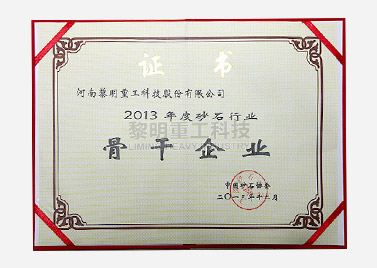 证 书
河南黎明重工科技股份有限公司
2013 年度砂石行业
黎明重工科技
LIMING HEAVY INDUSTRY
骨 干 企 业
中国砂石协会
二〇一三年十二月